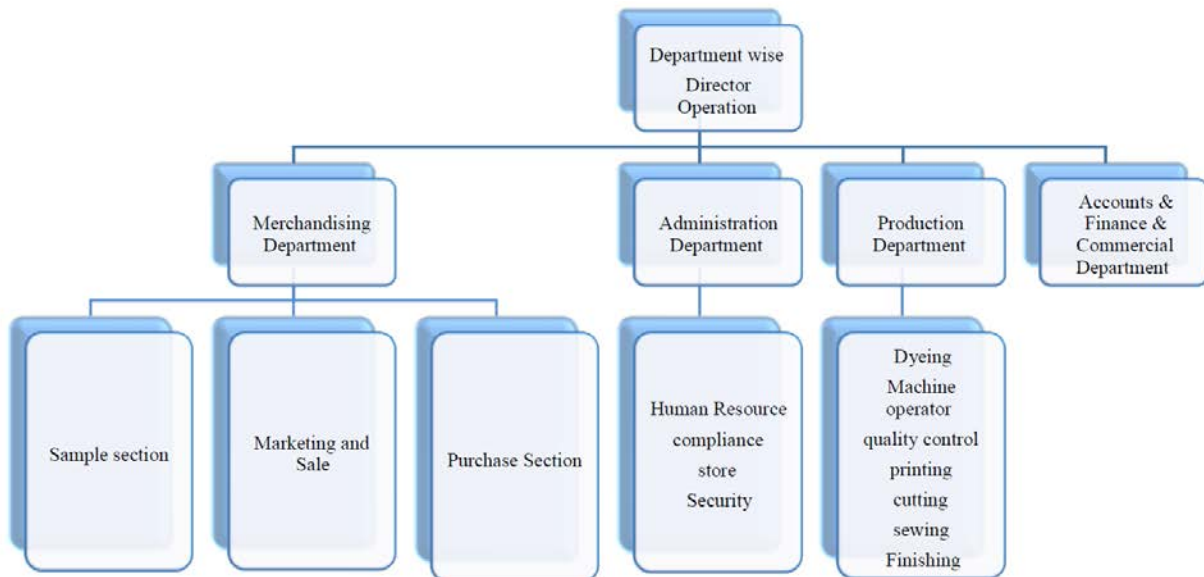 Department wise
Director
Operation
Merchandising
Department
Administration
Department
Production
Department
Accounts &
Finance &
Commercial
Department
Sample section
Marketing and
Sale
Purchase Section
Human Resource
compliance
store
Security
Dyeing
Machine
operator
quality control
printing
cutting
sewing
Finishing